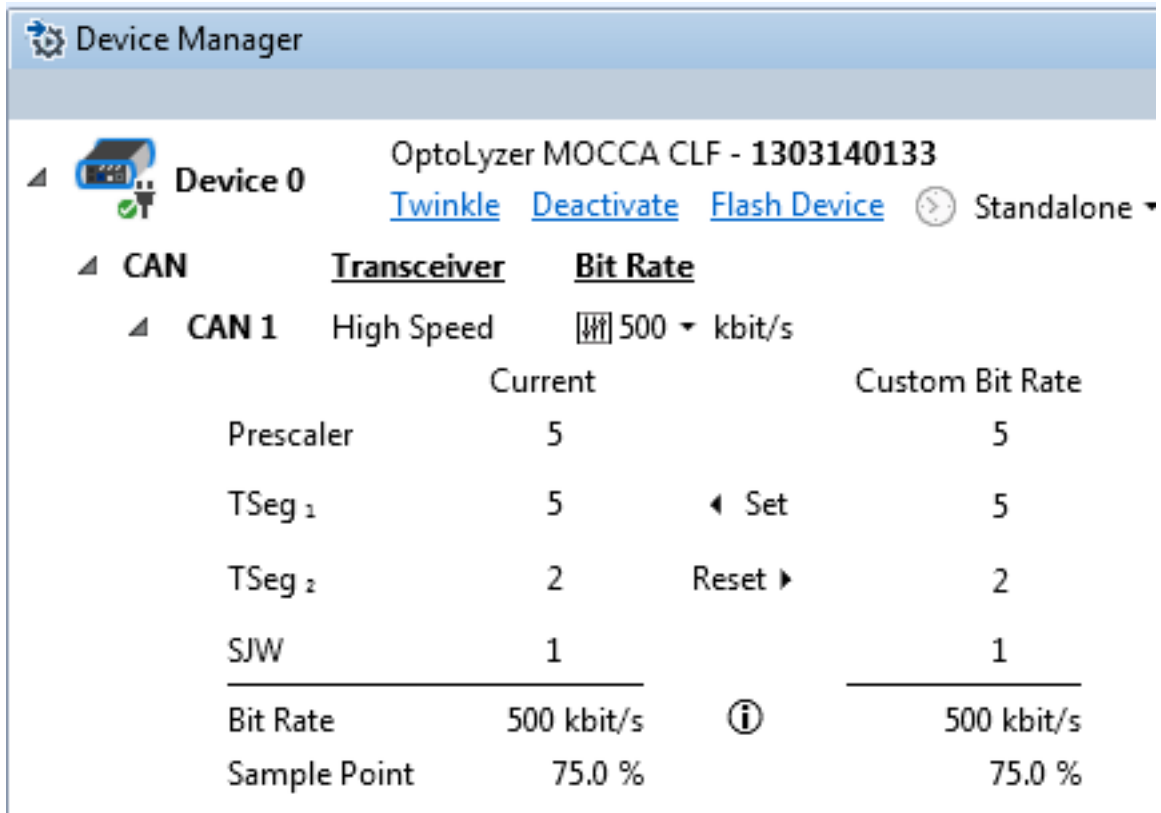 Device Manager
Device 0 OptoLyzer MOCCA CLF - 1303140133
Twinkle Deactivate Flash Device Standalone
CAN Transceiver Bit Rate
CAN 1 High Speed 500 kbit/s
Current Custom Bit Rate
Prescaler 5 5
TSeg 1 5 Set 5
TSeg 2 2 Reset 2
SJW 1 1
Bit Rate 500 kbit/s 500 kbit/s
Sample Point 75.0 % 75.0 %